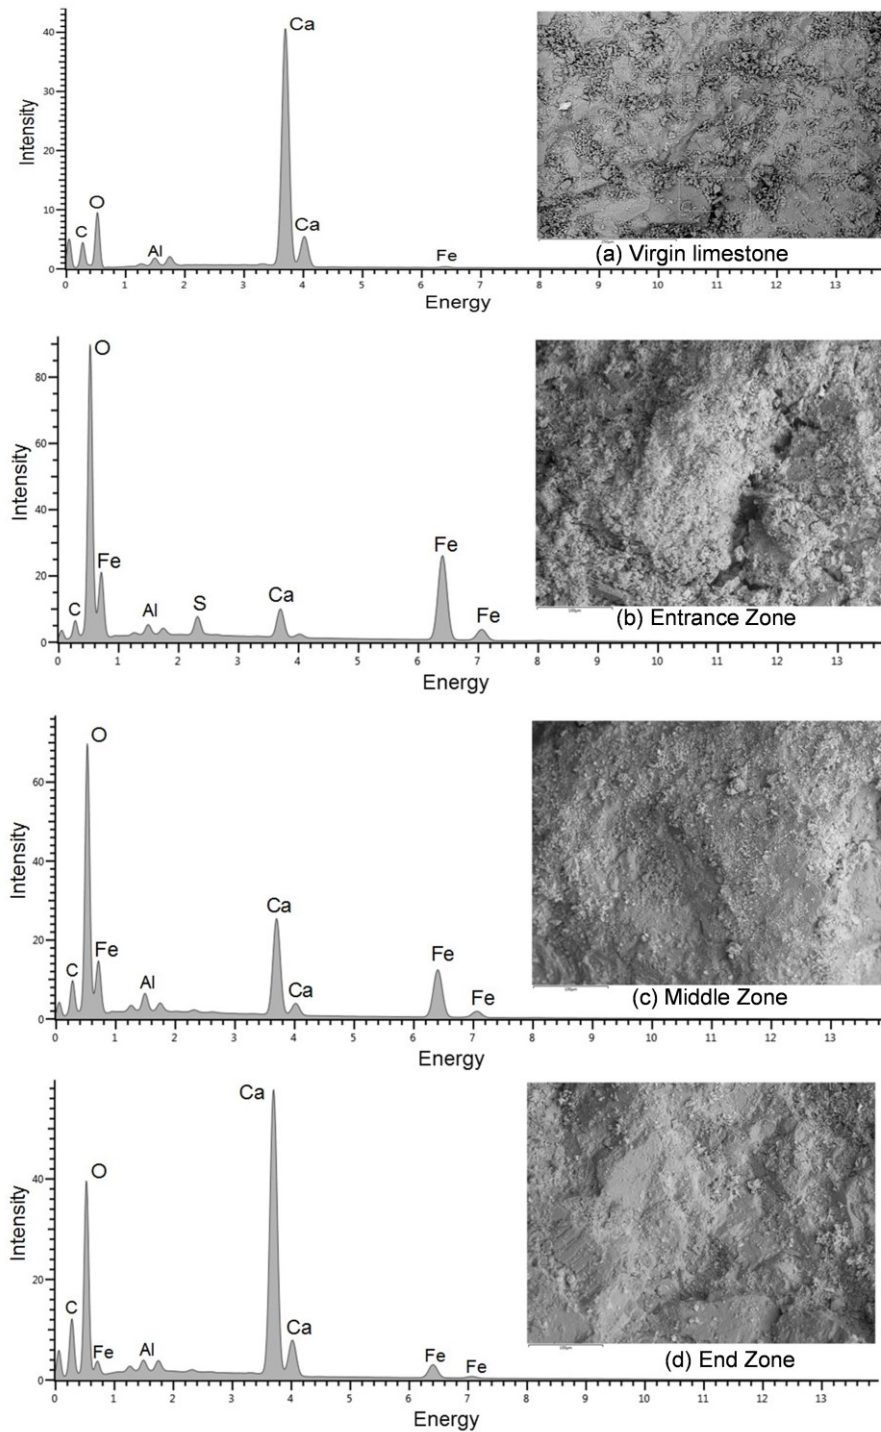 Intensity
40
30
20
10
0
C
O
Al
Ca
Ca
Fe
0 1 2 3 4 5 6 7 8 9 10 11 12 13
Energy
(a) Virgin limestone
Intensity
80
60
40
20
0
C
O
Fe
Al
S
Ca
Fe
Fe
0 1 2 3 4 5 6 7 8 9 10 11 12 13
Energy
(b) Entrance Zone
Intensity
60
40
20
0
C
O
Fe
Al
Ca
Ca
Fe
Fe
0 1 2 3 4 5 6 7 8 9 10 11 12 13
Energy
(c) Middle Zone
Intensity
40
20
0
C
O
Fe
Al
Ca
Ca
Fe
Fe
0 1 2 3 4 5 6 7 8 9 10 11 12 13
Energy
(d) End Zone